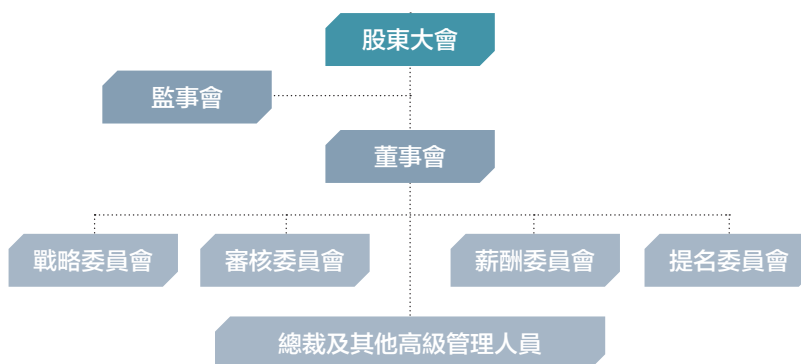 股東大會
監事會
董事會
戰略委員會
審核委員會
薪酬委員會
提名委員會
總裁及其他高級管理人員